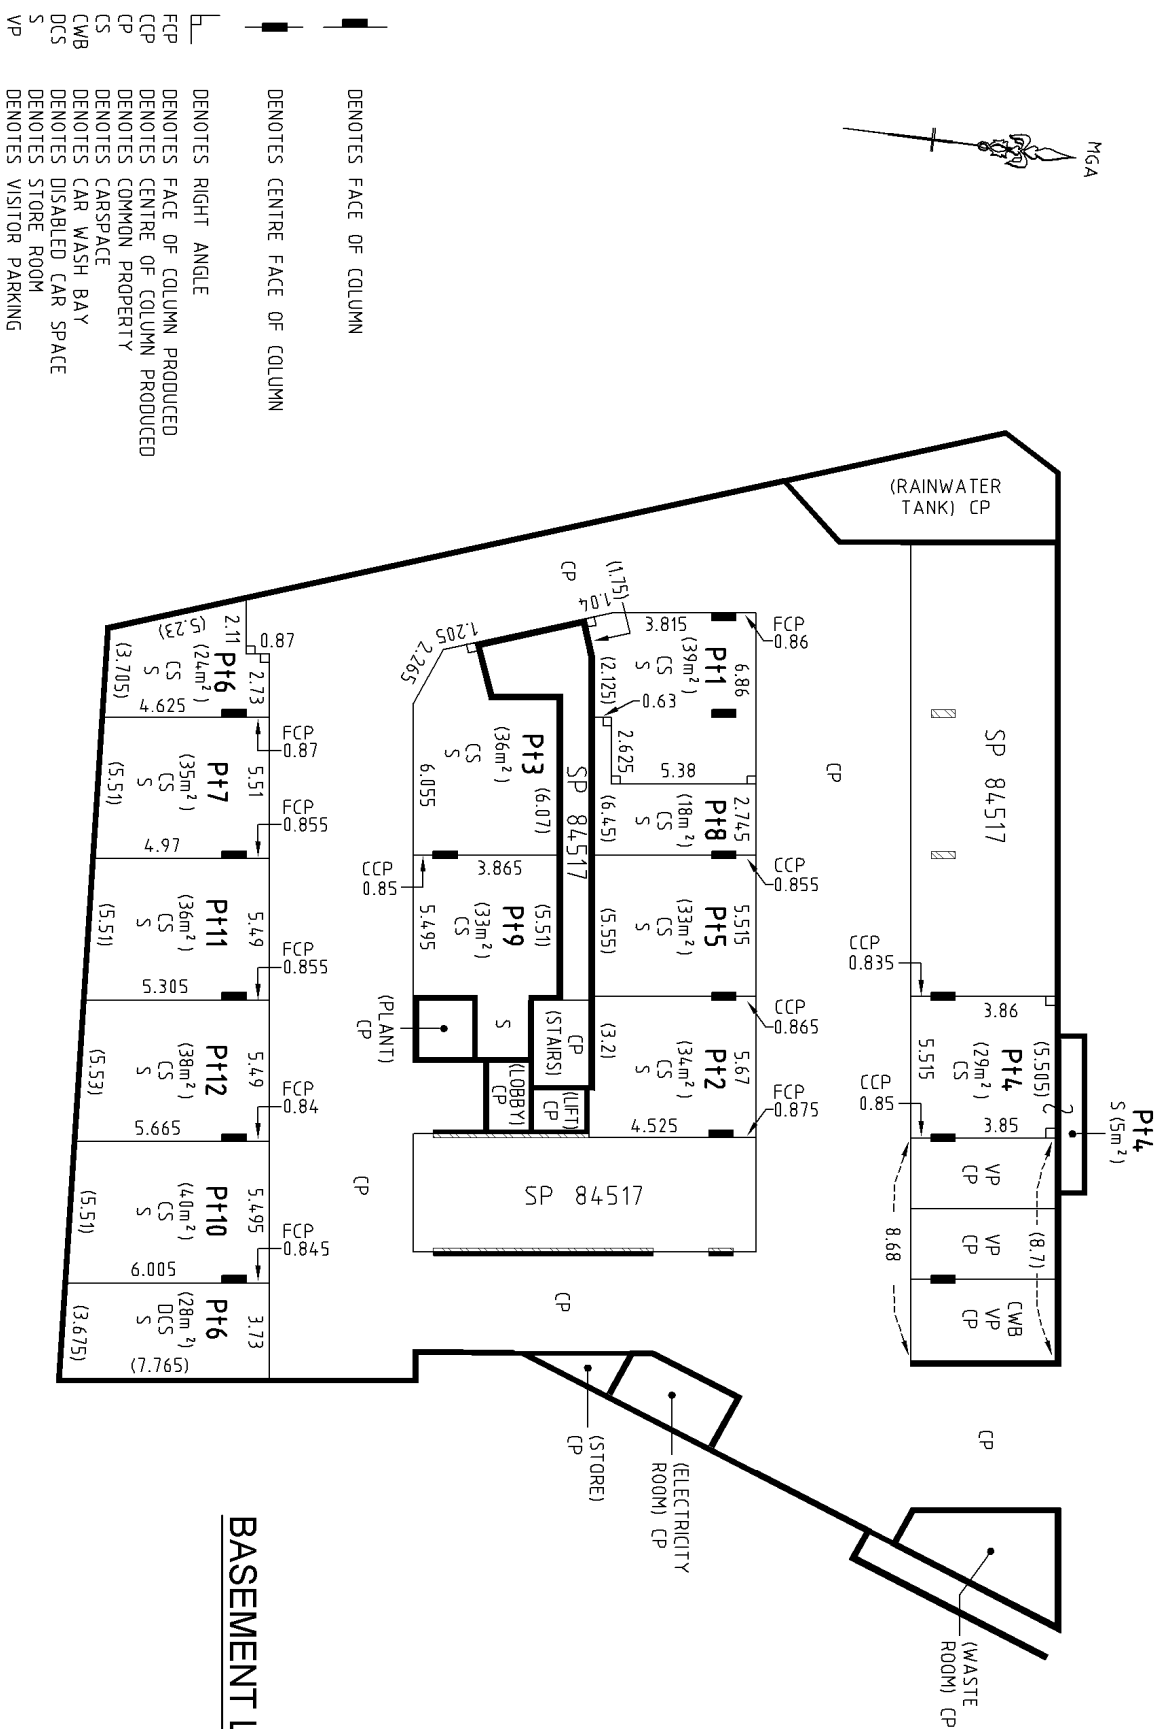 MGA
DENOTES FACE OF COLUMN
DENOTES CENTRE FACE OF COLUMN
DENOTES RIGHT ANGLE
FCP DENOTES FACE OF COLUMN PRODUCED
CCP DENOTES CENTRE OF COLUMN PRODUCED
CP DENOTES COMMON PROPERTY
CS DENOTES CARSPACE
CWB DENOTES CAR WASH BAY
DCS DENOTES DISABLED CAR SPACE
S DENOTES STORE ROOM
VP DENOTES VISITOR PARKING
(RAINWATER
TANK) CP
SP 84517
CCP
0.835
3.86
5.515
Pt4
(29m²)
CS
(5.505)
3.85
CCP
0.85
Pt4
S (5m²)
VP
CP
VP
CP
CWB
VP
CP
(8.7)
8.68
CP
CP
(WASTE
ROOM) CP
CP
(1.75)
1.04
3.815
FCP
0.86
6.86
Pt1
(39m²)
CS
S
(2.125)
0.63
2.625
5.38
2.745
Pt8
(18m²)
CS
S
(6.45)
CCP
0.855
5.515
Pt5
(33m²)
CS
S
(5.55)
CCP
0.865
5.67
Pt2
(34m²)
CS
S
(3.2)
FCP
0.875
4.525
SP 84517
1.205
2.265
Pt3
(36m²)
CS
S
(6.07)
6.055
CCP
0.85
3.865
(5.51)
Pt9
(33m²)
CS
S
5.495
CP
(STAIRS)
S
(PLANT)
CP
(LOBBY)
CP
(LIFT)
CP
SP 84517
CP
CP
(STORE)
CP
(ELECTRICITY
ROOM) CP
2.11
0.87
2.73
(5.23)
Pt6
(24m²)
CS
S
(3.705)
4.625
FCP
0.87
5.51
Pt7
(35m²)
CS
S
(5.51)
FCP
0.855
4.97
5.49
Pt11
(36m²)
CS
S
(5.51)
FCP
0.855
5.305
5.49
Pt12
(38m²)
CS
S
(5.53)
FCP
0.84
5.665
5.495
Pt10
(40m²)
CS
S
(5.51)
FCP
0.845
6.005
3.73
Pt6
(28m²)
DCS
S
(3.675)
(7.765)
BASEMENT L